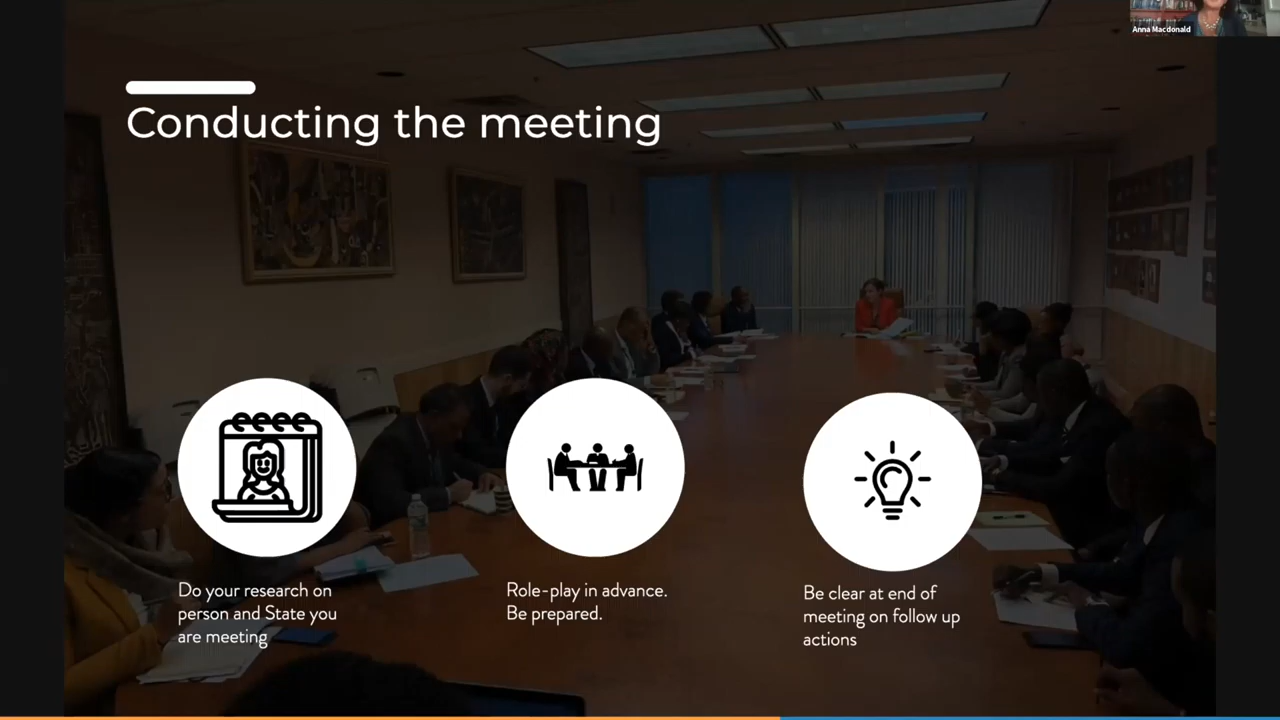 Anna Macdonald
Conducting the meeting
Do your research on
person and State you
are meeting
Role-play in advance.
Be prepared.
Be clear at end of
meeting on follow up
actions